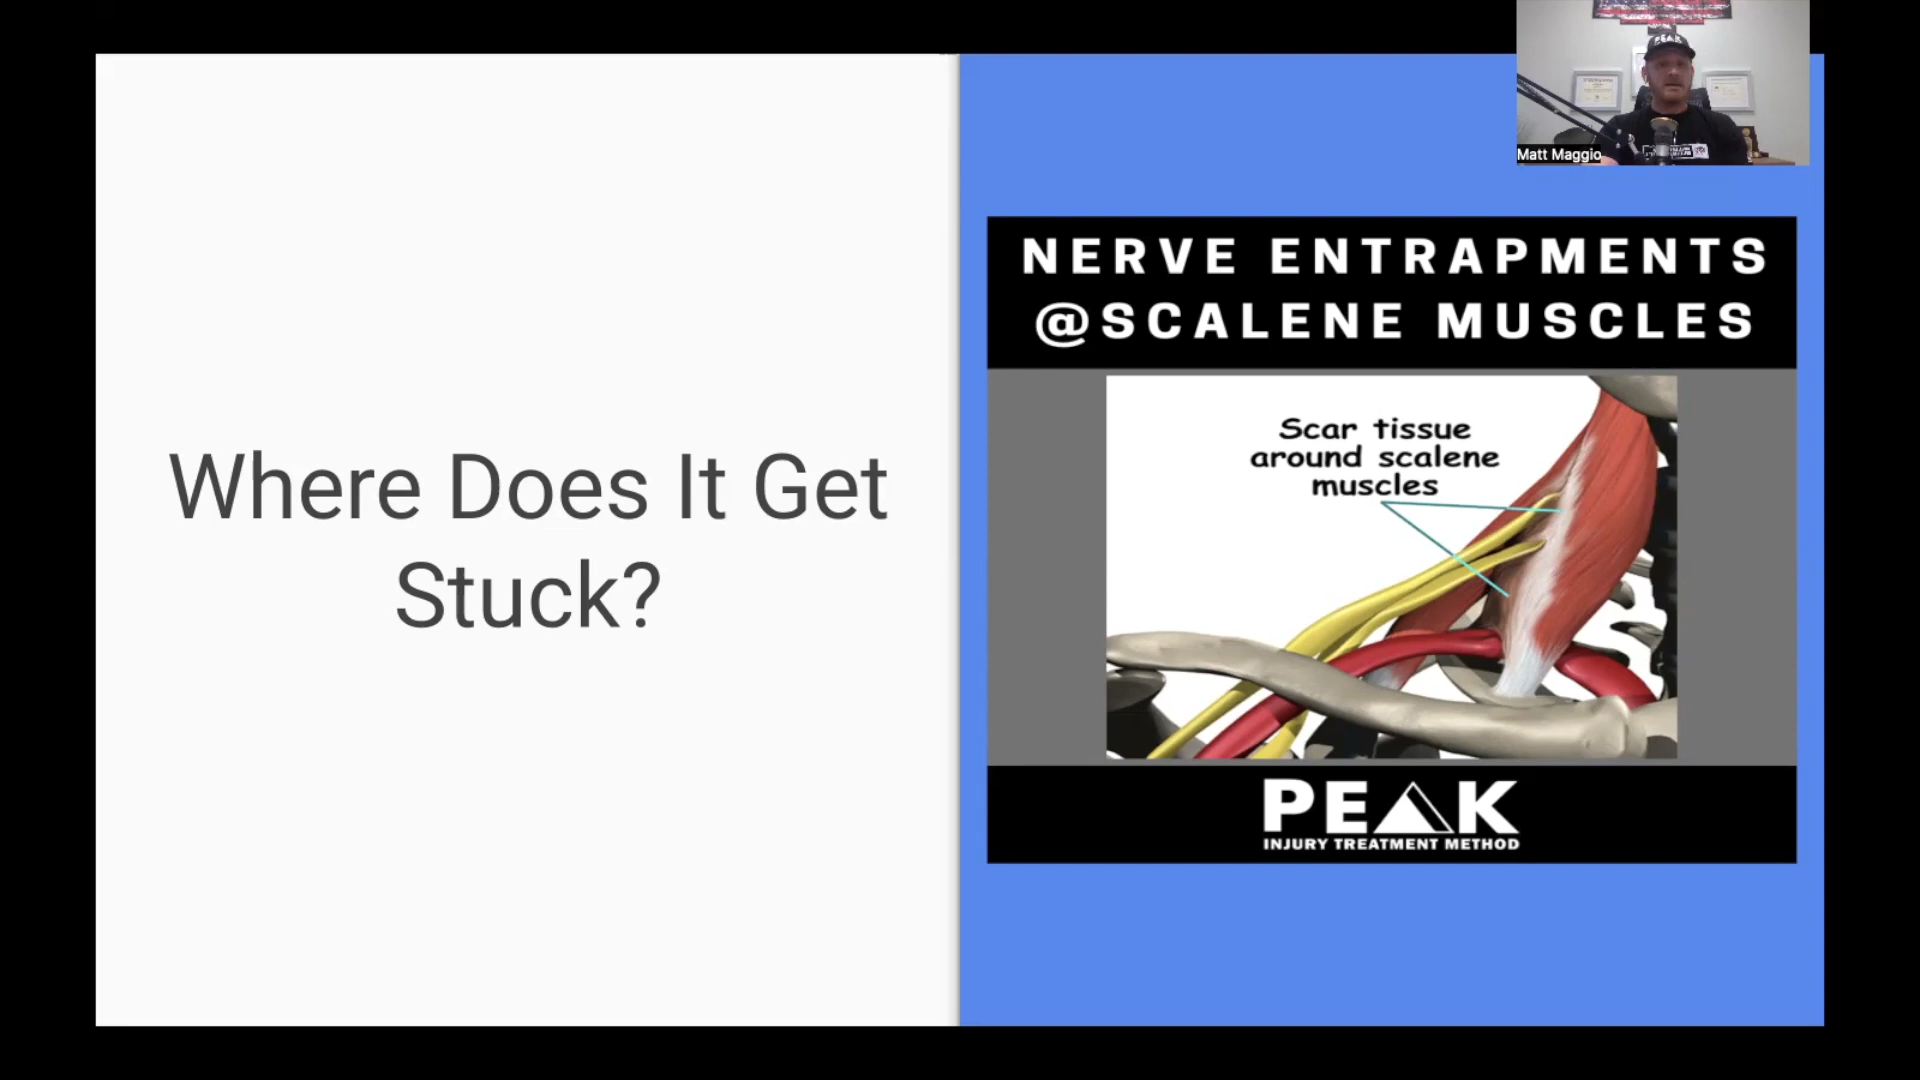 Where Does It Get
Stuck?
PEAK
Matt Maggio
NERVE ENTRAPMENTS
@SCALENE MUSCLES
Scar tissue
around scalene
muscles
PEAK
INJURY TREATMENT METHOD